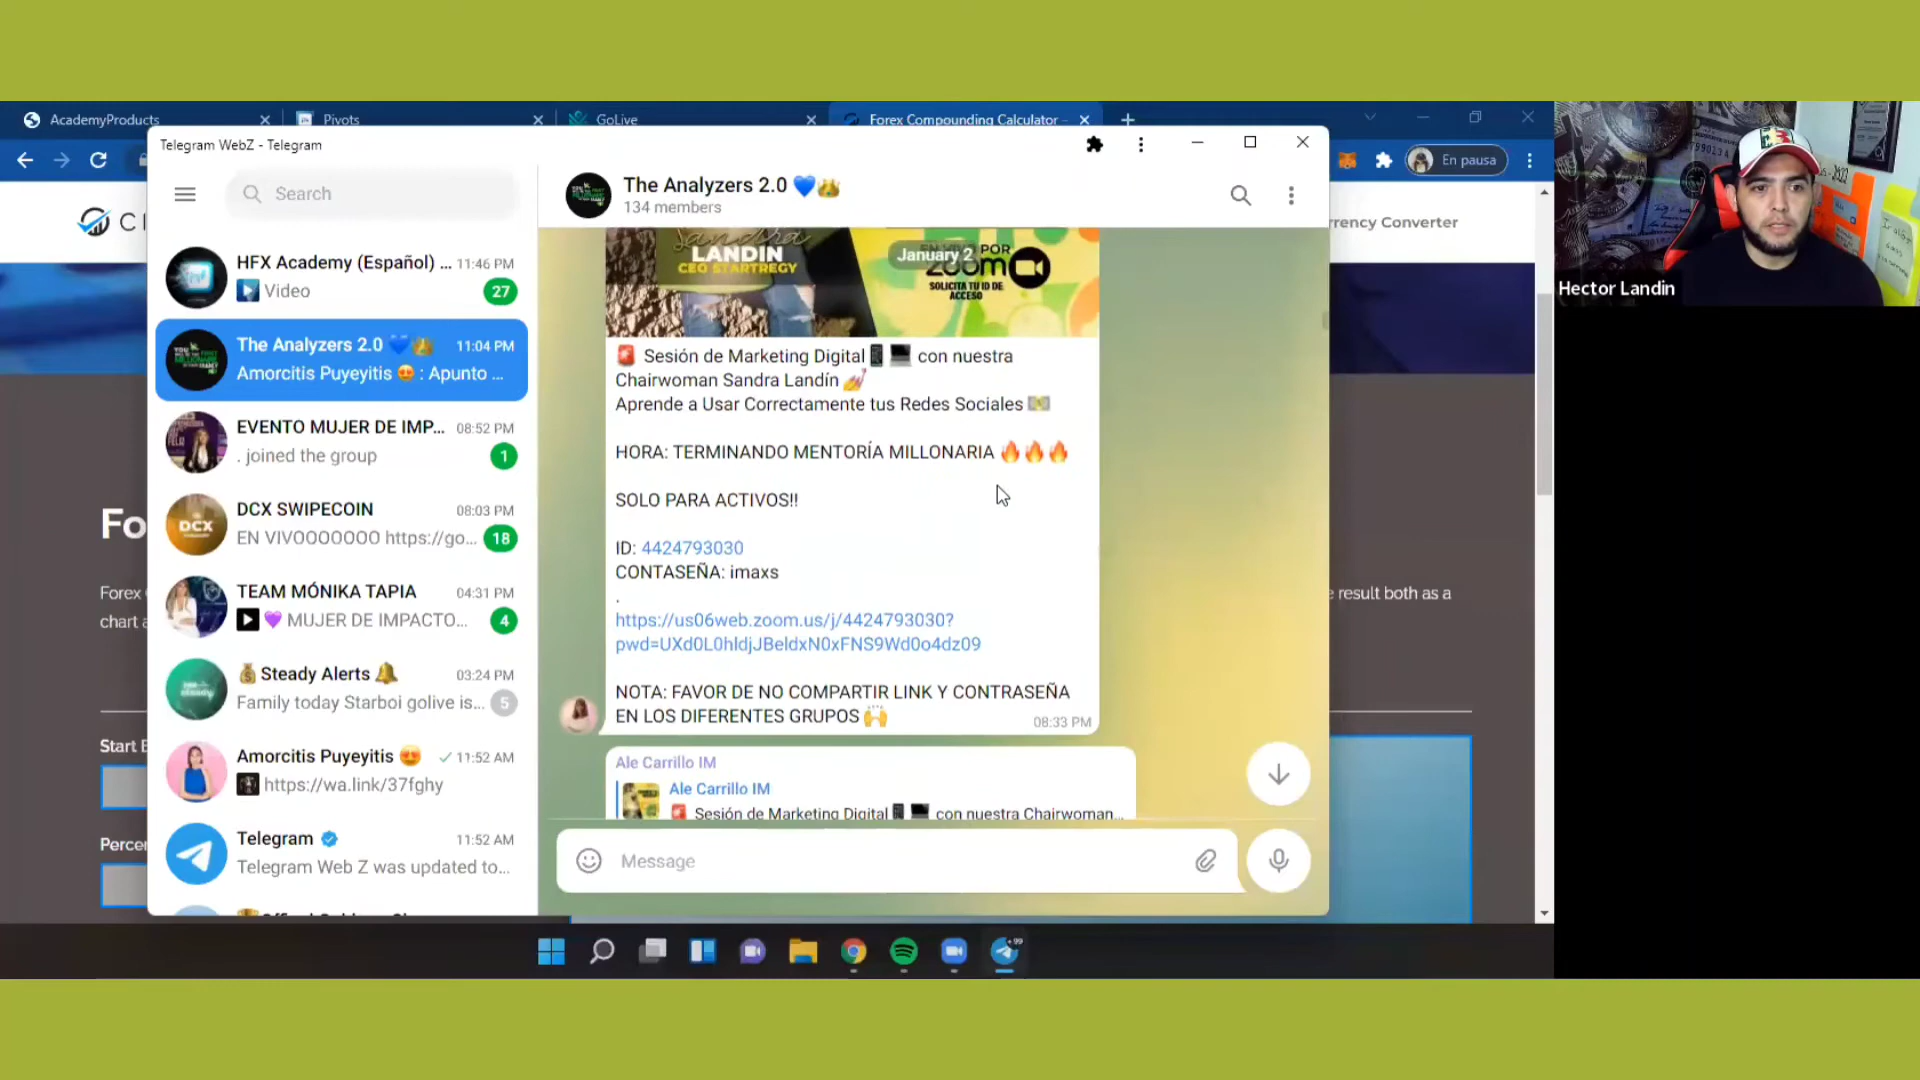 AcademyProducts
Pivots
GoLive
Forex Compounding Calculator
En pausa
Telegram WebZ - Telegram
Search
The Analyzers 2.0 💙👑
134 members
rrency Converter
HFX Academy (Español) ... 11:46 PM
Video 27
The Analyzers 2.0 💙👑 11:04 PM
Amorcitis Puyeyitis 😍 : Apunto ...
EVENTO MUJER DE IMP... 08:52 PM
. joined the group 1
DCX SWIPECOIN 08:03 PM
EN VIVOOOOOOO https://go... 18
DCX
TEAM MÓNIKA TAPIA 04:31 PM
💜 MUJER DE IMPACTO... 4
💰 Steady Alerts 🔔 03:24 PM
Family today Starboi golive is... 5
Amorcitis Puyeyitis 😍 11:52 AM
https://wa.link/37fghy
Telegram 11:52 AM
Telegram Web Z was updated to...
Sandra
LANDIN
CEO STARTREGY
January 2
POR
zoom
SOLICITA TU ID DE
ACCESO
🚨 Sesión de Marketing Digital📱💻 con nuestra
Chairwoman Sandra Landín 💅
Aprende a Usar Correctamente tus Redes Sociales 💵
HORA: TERMINANDO MENTORÍA MILLONARIA 🔥🔥🔥
SOLO PARA ACTIVOS!!
ID: 4424793030
CONTASEÑA: imaxs
.
https://us06web.zoom.us/j/4424793030?
pwd=UXd0L0hldjJBeldxN0xFNS9Wd0o4dz09
NOTA: FAVOR DE NO COMPARTIR LINK Y CONTRASEÑA
EN LOS DIFERENTES GRUPOS🙌
08:33 PM
Ale Carrillo IM
Ale Carrillo IM
🚨 Sesión de Marketing Digital📱💻 con nuestra Chairwoman...
Message
Fo
Forex
chart a
e result both as a
Start B
Percer
Hector Landin